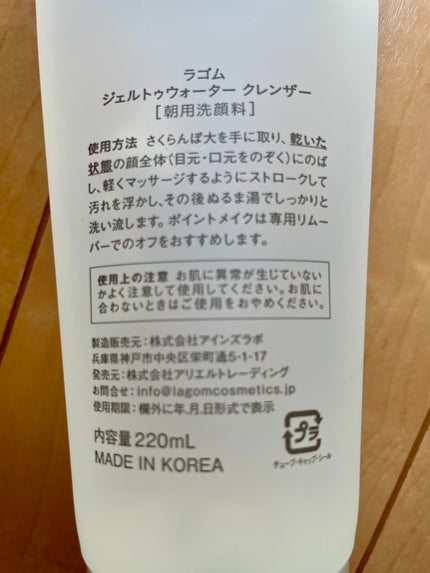 ラゴム
ジェルトゥウォーター クレンザー
［朝用洗顔料］
使用方法 さくらんぼ大を手に取り、乾いた
状態の顔全体（目元・口元をのぞく）にのば
し、軽くマッサージするようにストロークして
汚れを浮かし、その後ぬるま湯でしっかりと
洗い流します。ポイントメイクは専用リムー
バーでのオフをおすすめします。
使用上の注意 お肌に異常が生じていない
かよく注意して使用してください。お肌に
合わないときはご使用をおやめください。
製造販売元：株式会社アインズラボ
兵庫県神戸市中央区栄町通5-1-17
発売元：株式会社アリエルトレーディング
お問合せ：info@lagomcosmetics.jp
使用期限：欄外に年.月.日形式で表示
内容量220mL
MADE IN KOREA
プラ
チューブ・キャップ・シール